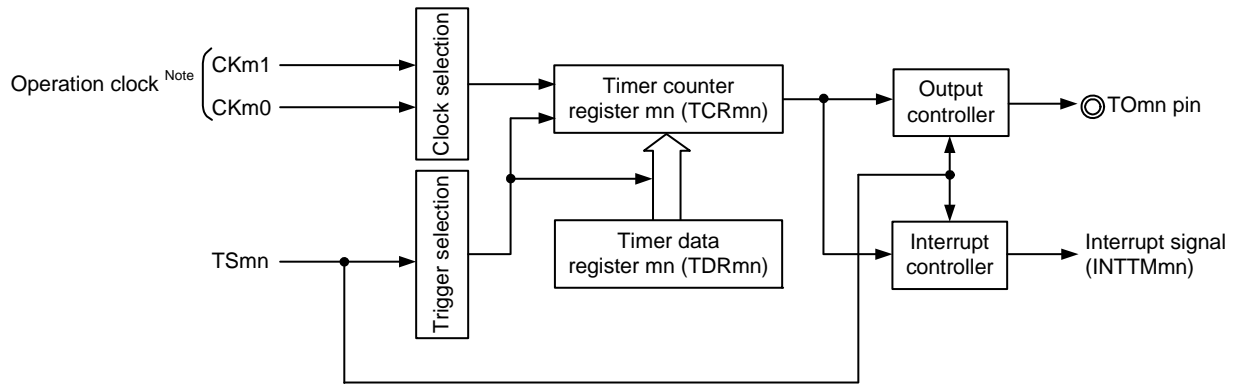 Operation clock Note
CKm1
CKm0
Clock selection
Timer counter
register mn (TCRmn)
Output
controller
TOmn pin
TSmn
Trigger selection
Timer data
register mn (TDRmn)
Interrupt
controller
Interrupt signal
(INTTMmn)